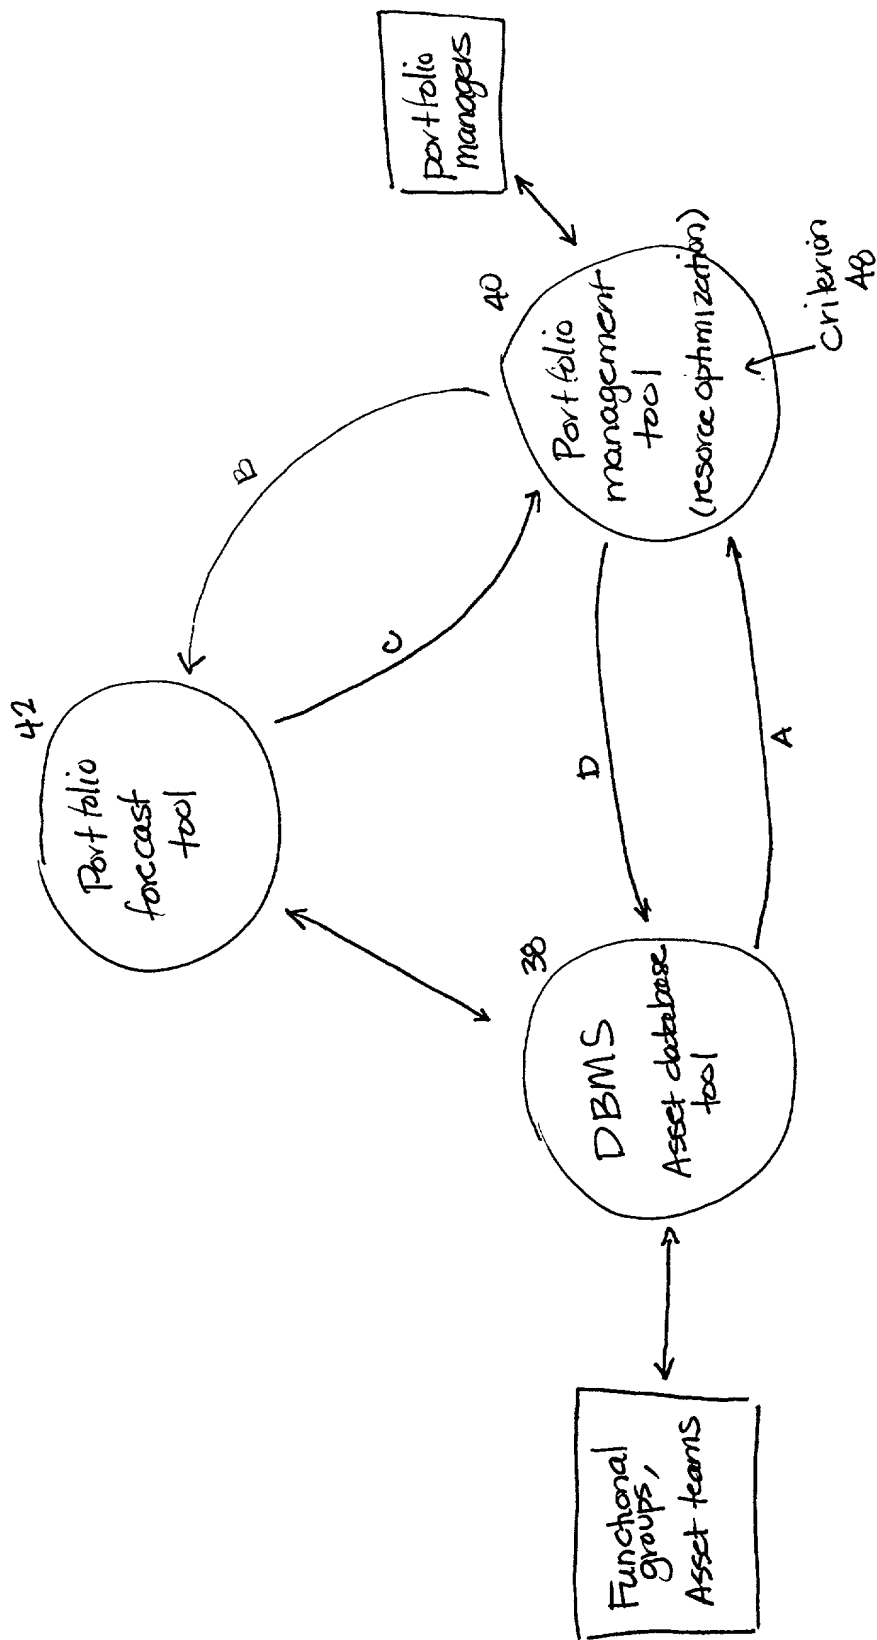 42
Portfolio
forecast
tool
B
C
38
DBMS
Asset database
tool
D
A
40
Portfolio
management
tool
(resorce optimization)
criterion
48
portfolio
managers
Functional
groups,
Asset teams